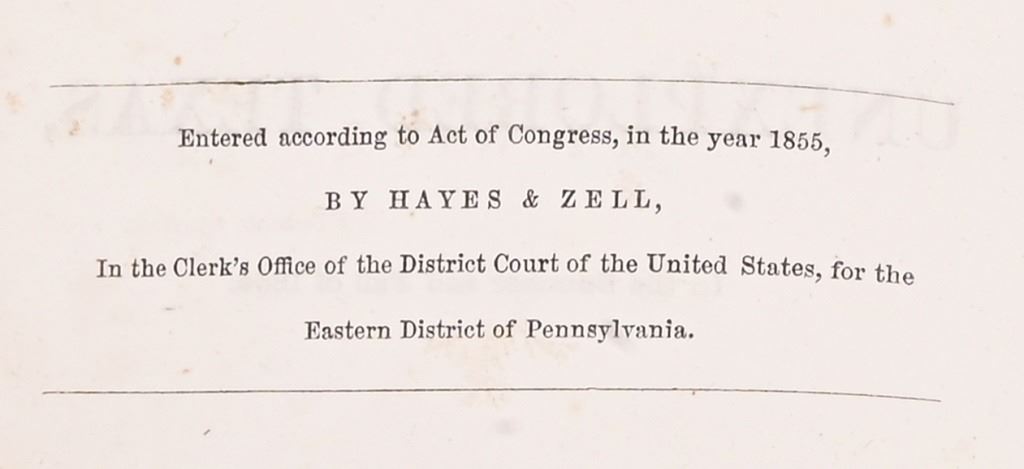 Entered according to Act of Congress, in the year 1855,
BY HAYES & ZELL,
In the Clerk's Office of the District Court of the United States, for the
Eastern District of Pennsylvania.